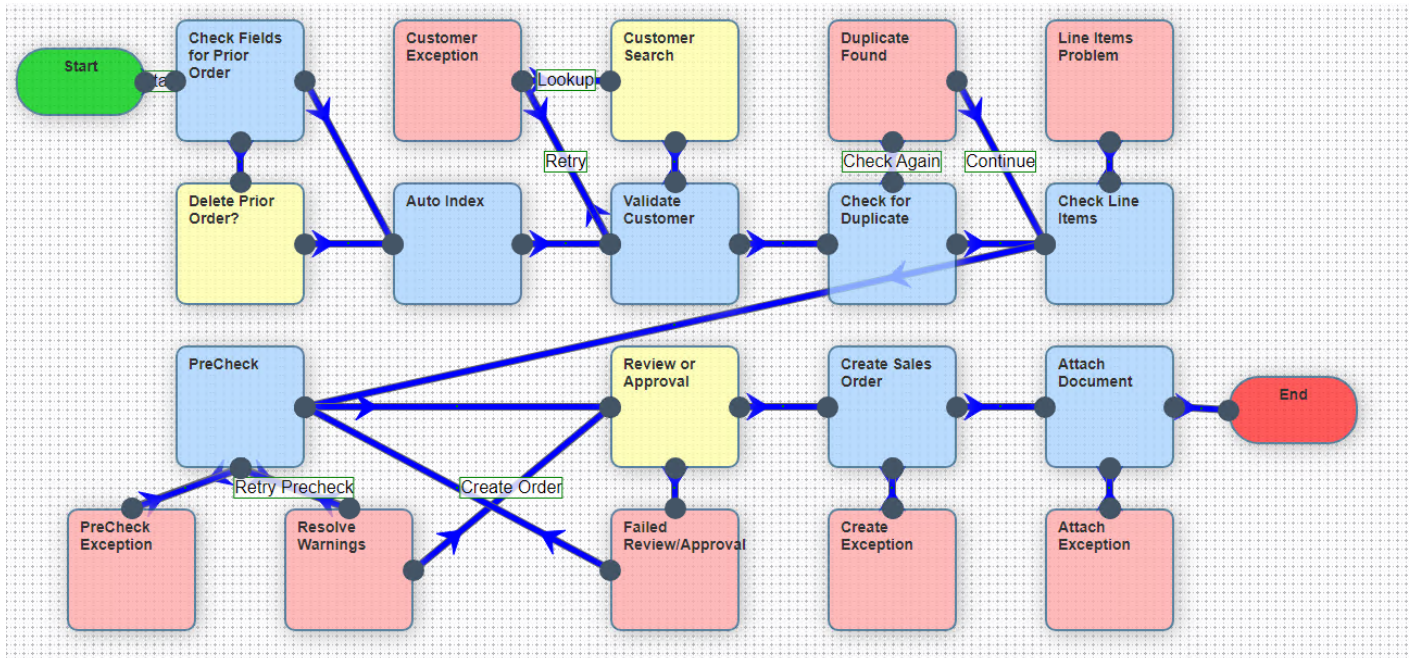 Start
Check Fields
for Prior
Order
Customer
Exception
Customer
Search
Duplicate
Found
Line Items
Problem
Lookup
Retry
Check Again
Continue
Delete Prior
Order?
Auto Index
Validate
Customer
Check for
Duplicate
Check Line
Items
PreCheck
Review or
Approval
Create Sales
Order
Attach
Document
End
Retry Precheck
Create Order
PreCheck
Exception
Resolve
Warnings
Failed
Review/Approval
Create
Exception
Attach
Exception